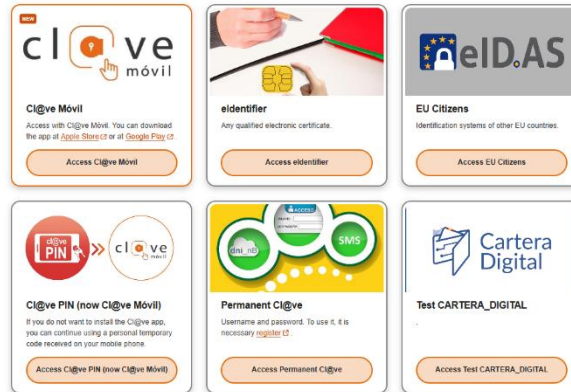 NEW
cl@ve
móvil
Cl@ve Móvil
Access with Cl@ve Móvil. You can download
the app at Apple Store or at Google Play .
Access Cl@ve Móvil
eIdentifier
Any qualified electronic certificate.
Access eIdentifier
eID.AS
EU Citizens
Identification systems of other EU countries.
Access EU Citizens
cl@ve
PIN
cl@ve
móvil
Cl@ve PIN (now Cl@ve Móvil)
If you do not want to install the Cl@ve app,
you can continue using a personal temporary
code received on your mobile phone.
Access Cl@ve PIN (now Cl@ve Móvil)
ACCESS
dni_nB
SMS
Permanent Cl@ve
Username and password. To use it, it is
necessary register .
Access Permanent Cl@ve
Cartera
Digital
Test CARTERA_DIGITAL
.
Access Test CARTERA_DIGITAL